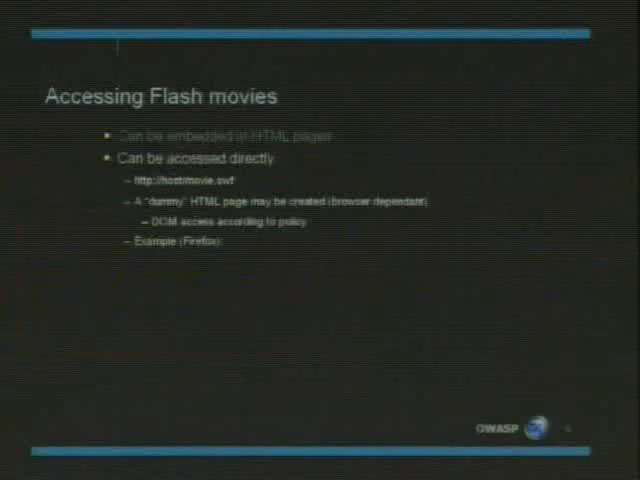 Accessing Flash movies
Can be embedded in HTML pages
Can be accessed directly
– http://host/movie.swf
– A "dummy" HTML page may be created (browser dependant)
– DOM access according to policy
– Example (Firefox):
OWASP